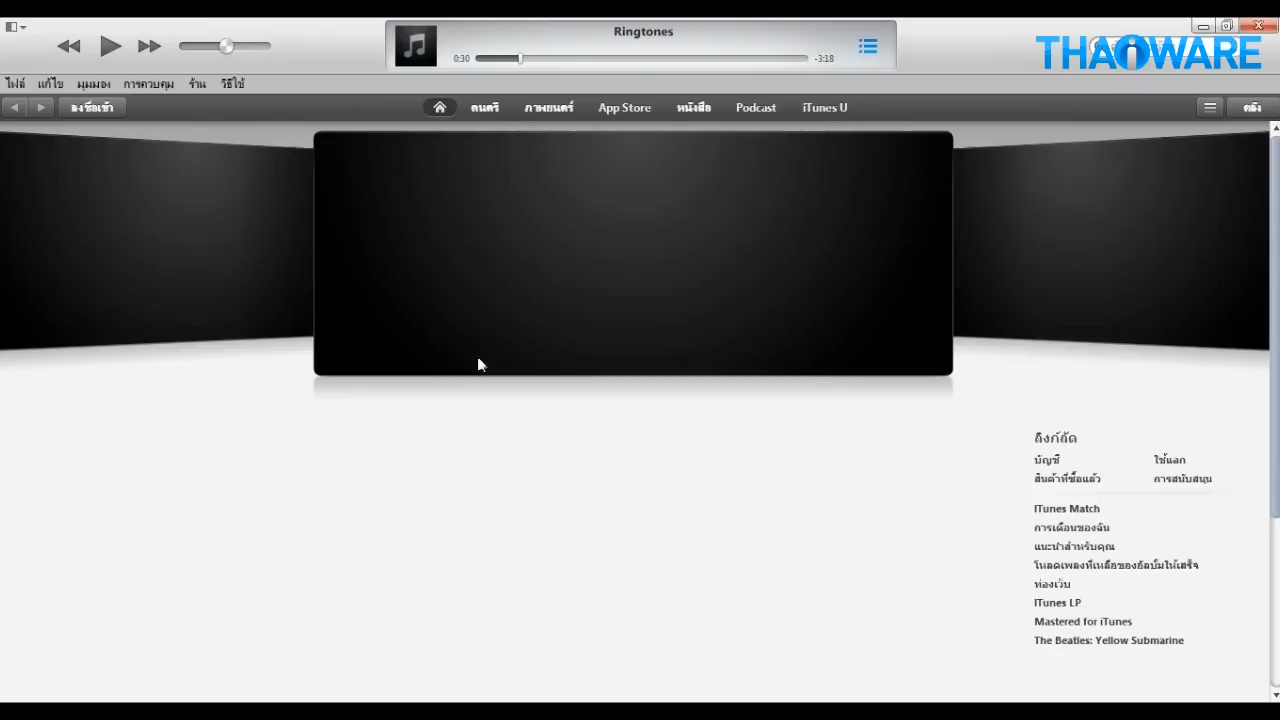 Ringtones
THAIWARE
0:30
-3:18
ไฟล์ แก้ไข มุมมอง การควบคุม ร้าน วิธีใช้
ลงชื่อเข้า ดนตรี ภาพยนตร์ App Store หนังสือ Podcast iTunes U คลัง
ลิงก์ลัด
บัญชี ใช้แลก
สินค้าที่ซื้อแล้ว การสนับสนุน
iTunes Match
การเตือนของฉัน
แนะนำสำหรับคุณ
โหลดเพลงที่เหลือของอัลบั้มให้เสร็จ
ท่องเว็บ
iTunes LP
Mastered for iTunes
The Beatles: Yellow Submarine